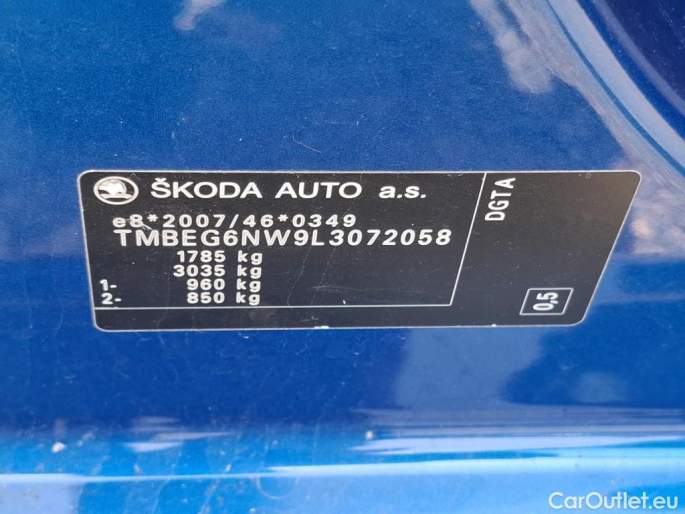 ŠKODA AUTO a.s.
e8*2007/46*0349
TMBEG6NW9L3072058
1785 kg
3035 kg
1- 960 kg
2- 850 kg
DGTA
0,5
CarOutlet.eu